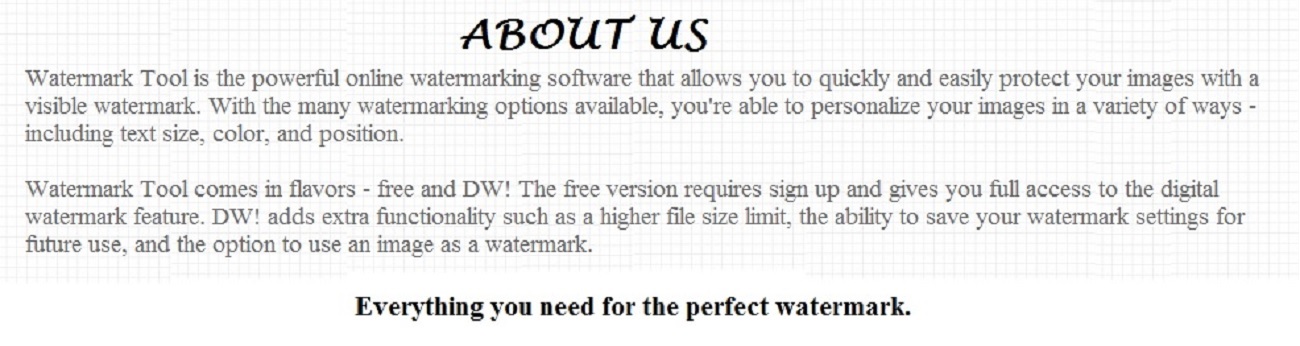 ABOUT US
Watermark Tool is the powerful online watermarking software that allows you to quickly and easily protect your images with a
visible watermark. With the many watermarking options available, you're able to personalize your images in a variety of ways -
including text size, color, and position.
Watermark Tool comes in flavors - free and DW! The free version requires sign up and gives you full access to the digital
watermark feature. DW! adds extra functionality such as a higher file size limit, the ability to save your watermark settings for
future use, and the option to use an image as a watermark.
Everything you need for the perfect watermark.